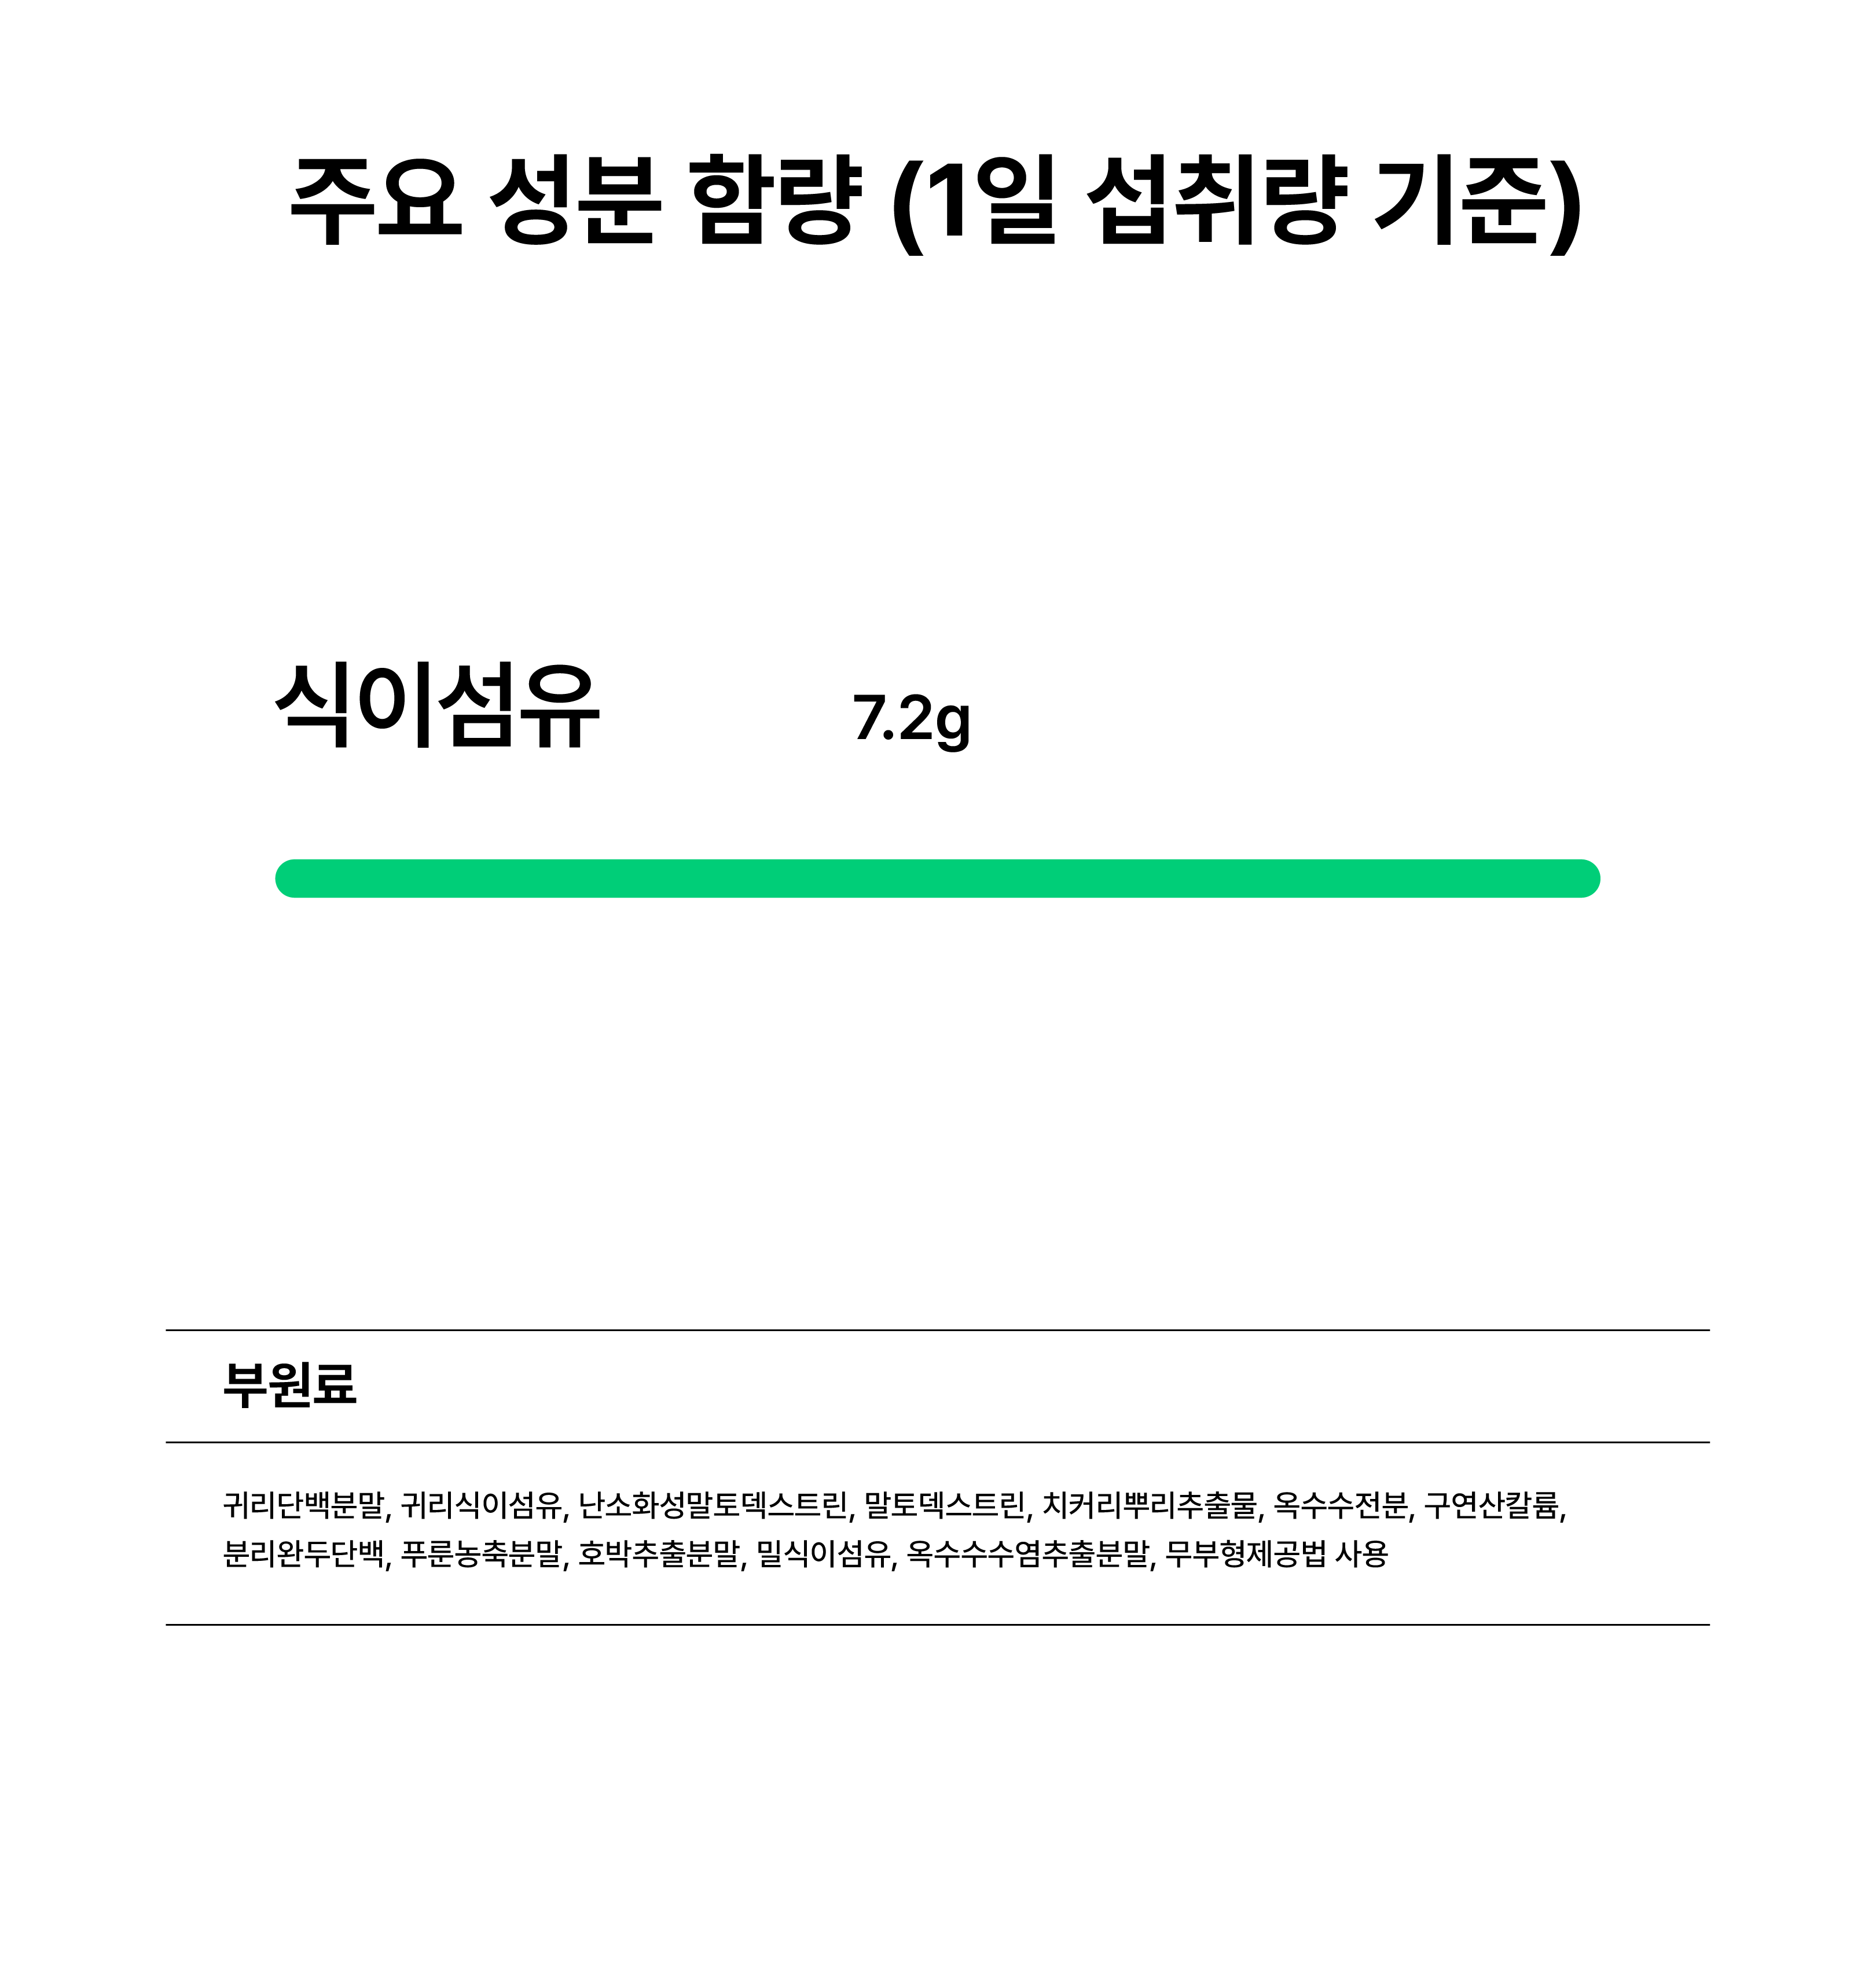 주요 성분 함량 (1일 섭취량 기준)
식이섬유 7.2g
부원료
귀리단백분말, 귀리식이섬유, 난소화성말토덱스트린, 말토덱스트린, 치커리뿌리추출물, 옥수수전분, 구연산칼륨,
분리완두단백, 푸룬농축분말, 호박추출분말, 밀식이섬유, 옥수수수염추출분말, 무부형제공법 사용